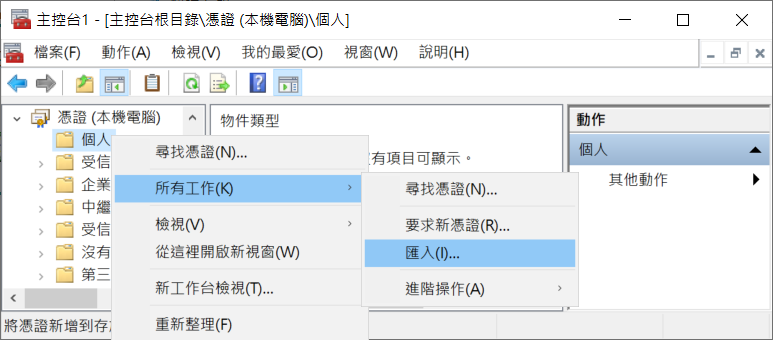 主控台1 - [主控台根目錄\憑證 (本機電腦)\個人]
檔案(F) 動作(A) 檢視(V) 我的最愛(O) 視窗(W) 說明(H)
憑證 (本機電腦)
個人
受信
企業
中繼
受信
沒有
第三
物件類型
有項目可顯示。
動作
個人
其他動作
尋找憑證(N)...
所有工作(K)
檢視(V)
從這裡開啟新視窗(W)
新工作台檢視(T)...
重新整理(F)
尋找憑證(N)...
要求新憑證(R)...
匯入(I)...
進階操作(A)
將憑證新增到存